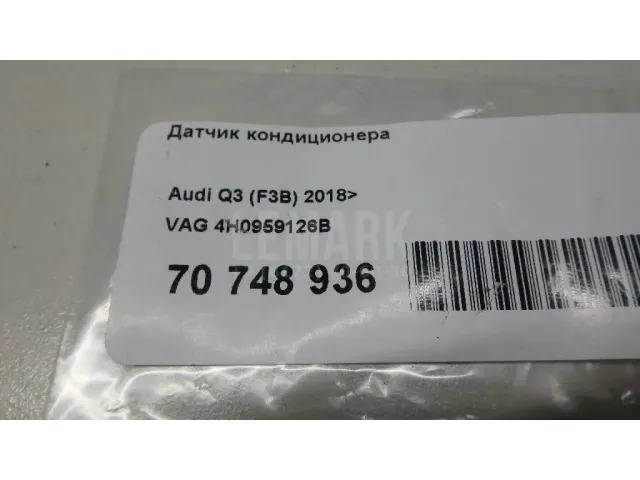 Датчик кондиционера
Audi Q3 (F3B) 2018>
VAG 4H0959126B
LEMARK
70 748 936